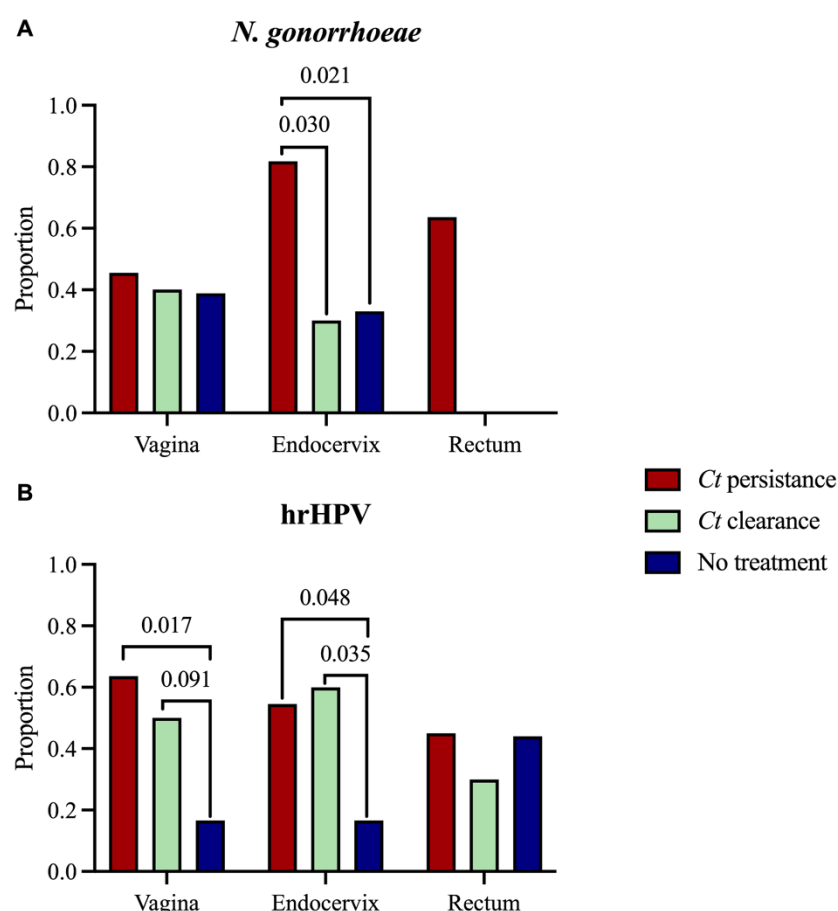 A
N. gonorrhoeae
0.021
0.030
1.0
0.8
0.6
0.4
0.2
0.0
Proportion
Vagina Endocervix Rectum
Ct persistance
Ct clearance
No treatment
B
hrHPV
0.048
0.017
0.035
0.091
1.0
0.8
0.6
0.4
0.2
0.0
Proportion
Vagina Endocervix Rectum